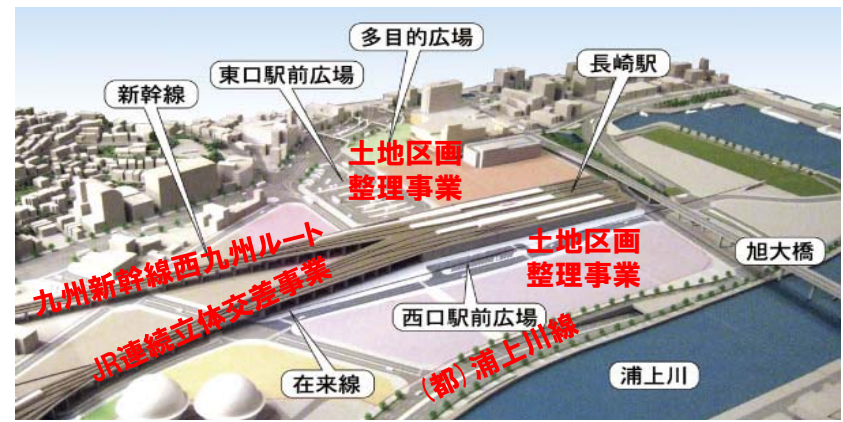 多目的広場
東口駅前広場
長崎駅
新幹線
土地区画
整理事業
土地区画
整理事業
旭大橋
九州新幹線西九州ルート
JR連続立体交差事業
西口駅前広場
(都)浦上川線
在来線
浦上川